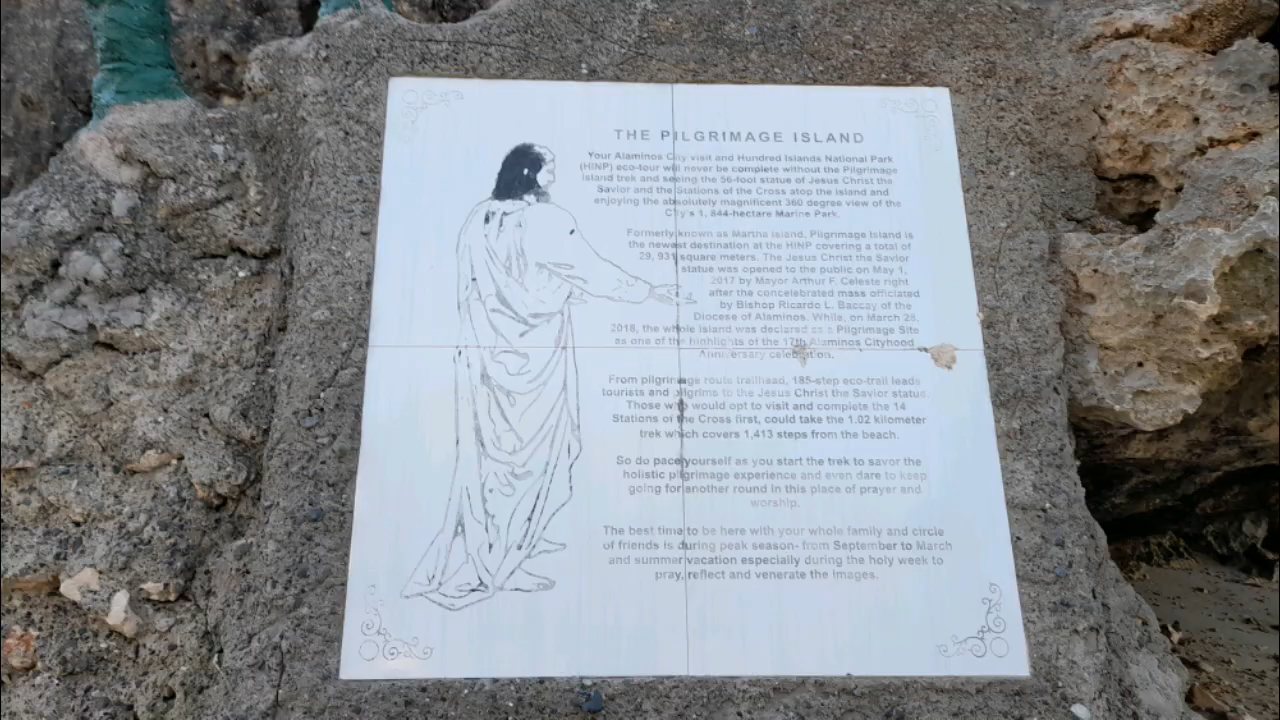 THE PILGRIMAGE ISLAND
Your Alaminos City visit and Hundred Islands National Park
(HINP) eco-tour will never be complete without the Pilgrimage
Island trek and seeing the 56-foot statue of Jesus Christ the
Savior and the Stations of the Cross atop the island and
enjoying the absolutely magnificent 360 degree view of the
City's 1, 844-hectare Marine Park.
Formerly known as Martha Island, Pilgrimage Island is
the newest destination at the HINP covering a total of
29, 931 square meters. The Jesus Christ the Savior
statue was opened to the public on May 1,
2017 by Mayor Arthur F. Celeste right
after the concelebrated mass officiated
by Bishop Ricardo L. Baccay of the
Diocese of Alaminos. While, on March 28,
2018, the whole island was declared as a Pilgrimage Site
as one of the highlights of the 17th Alaminos Cityhood
Anniversary celebration.
From pilgrimage route trailhead, 185-step eco-trail leads
tourists and pilgrims to the Jesus Christ the Savior statue.
Those who would opt to visit and complete the 14
Stations of the Cross first, could take the 1.02 kilometer
trek which covers 1,413 steps from the beach.
So do pace yourself as you start the trek to savor the
holistic pilgrimage experience and even dare to keep
going for another round in this place of prayer and
worship.
The best time to be here with your whole family and circle
of friends is during peak season- from September to March
and summer vacation especially during the holy week to
pray, reflect and venerate the images.